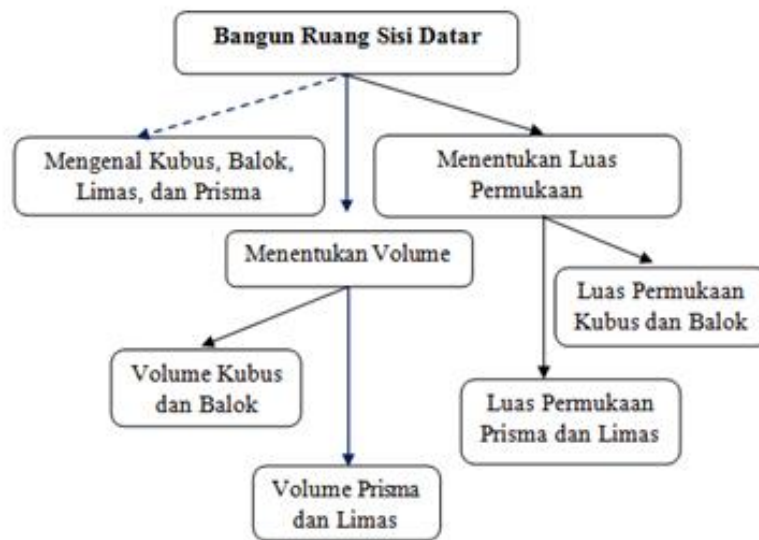 Bangun Ruang Sisi Datar
Mengenal Kubus, Balok,
Limas, dan Prisma
Menentukan Luas
Permukaan
Menentukan Volume
Luas Permukaan
Kubus dan Balok
Volume Kubus
dan Balok
Luas Permukaan
Prisma dan Limas
Volume Prisma
dan Limas